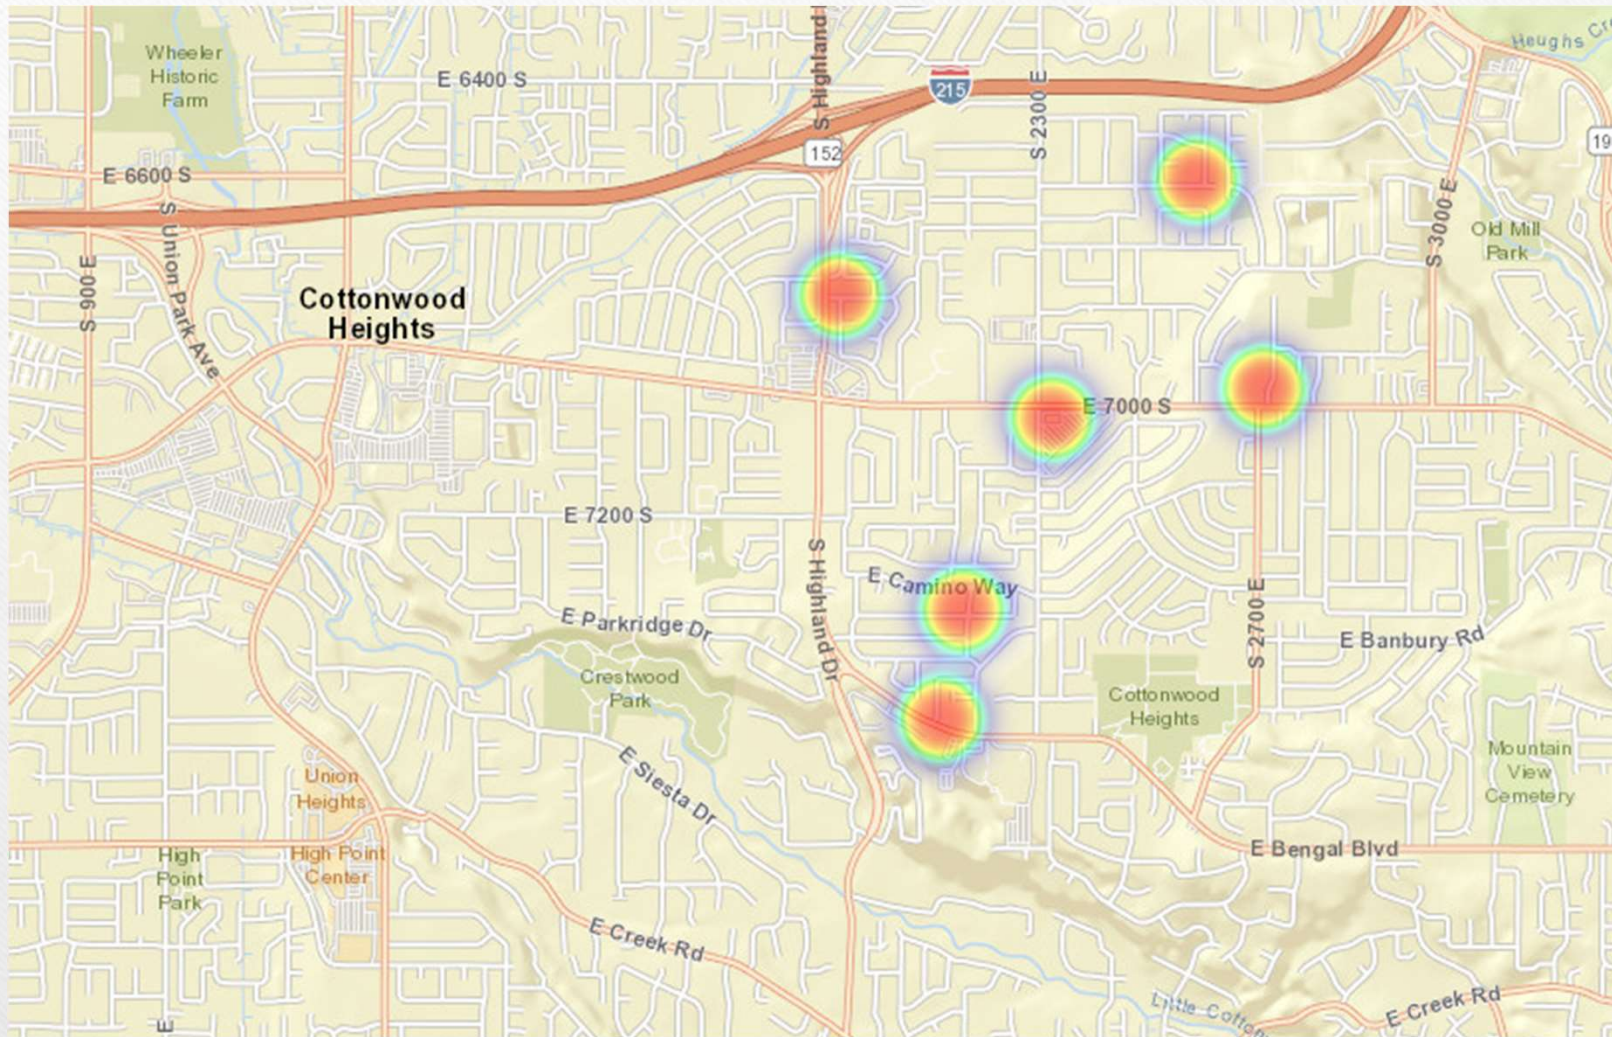 Wheeler
Historic
Farm
E 6400 S
S Highland
215
S 2300 E
Heughs Cre
152
19
E 6600 S
S Union Park Ave
S
S 900 E
S 3000 E
Old Mill
Park
Cottonwood
Heights
E 7000 S
E 7200 S
S Highland Dr
E Camino Way
E Parkridge Dr
S 2700 E
E Banbury Rd
Crestwood
Park
Cottonwood
Heights
E Siesta Dr
Mountain
View
Cemetery
Union
Heights
High
Point
Park
High Point
Center
E Bengal Blvd
E Creek Rd
E Creek Rd
Little Cotton
E